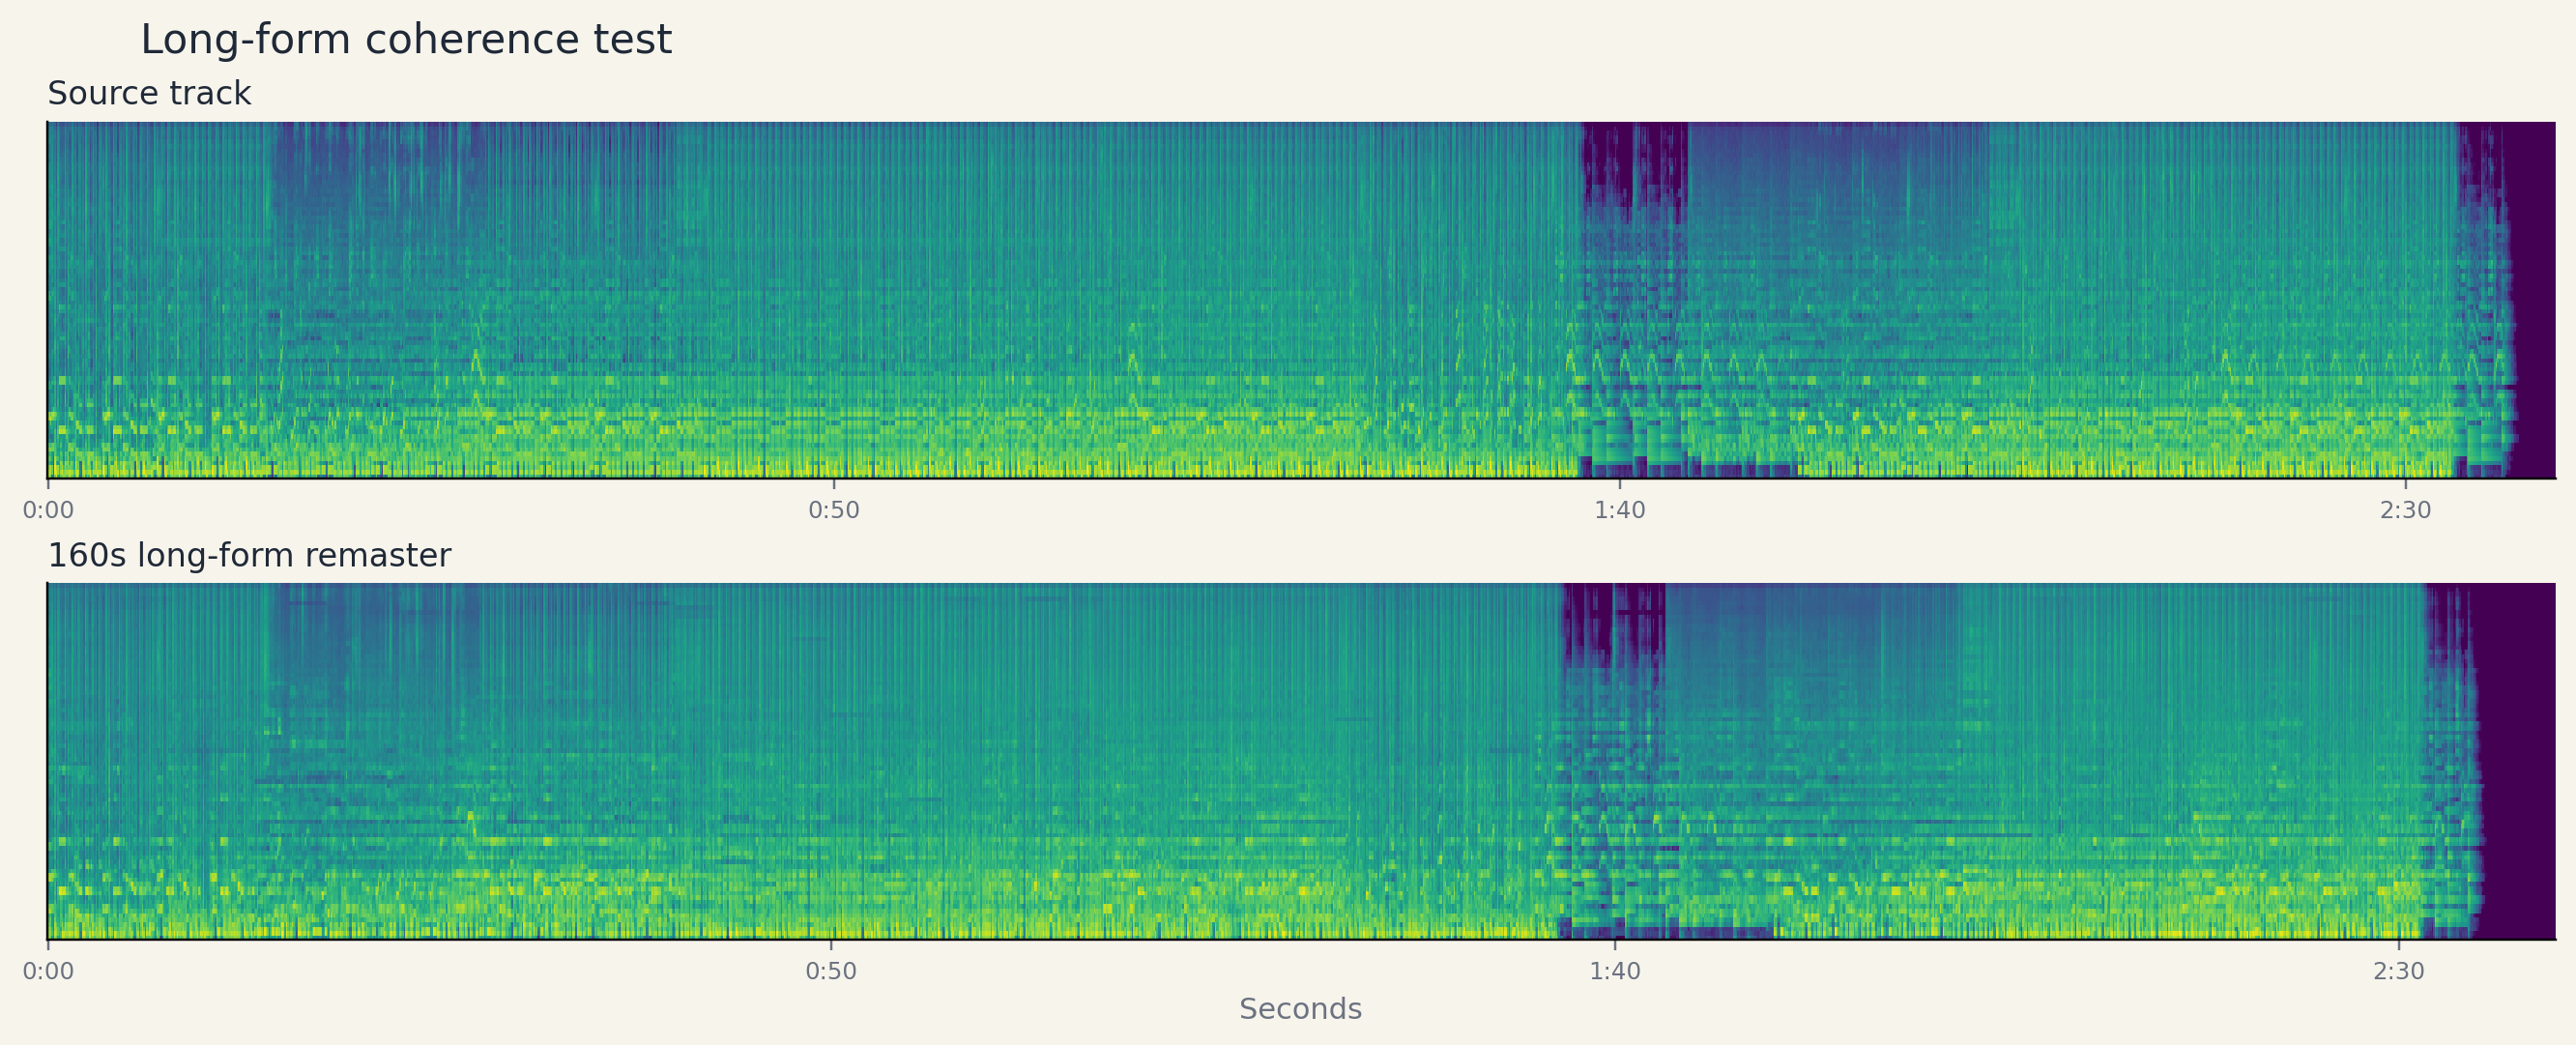 Long-form coherence test
Source track
0:00 0:50 1:40 2:30
160s long-form remaster
0:00 0:50 1:40 2:30
Seconds